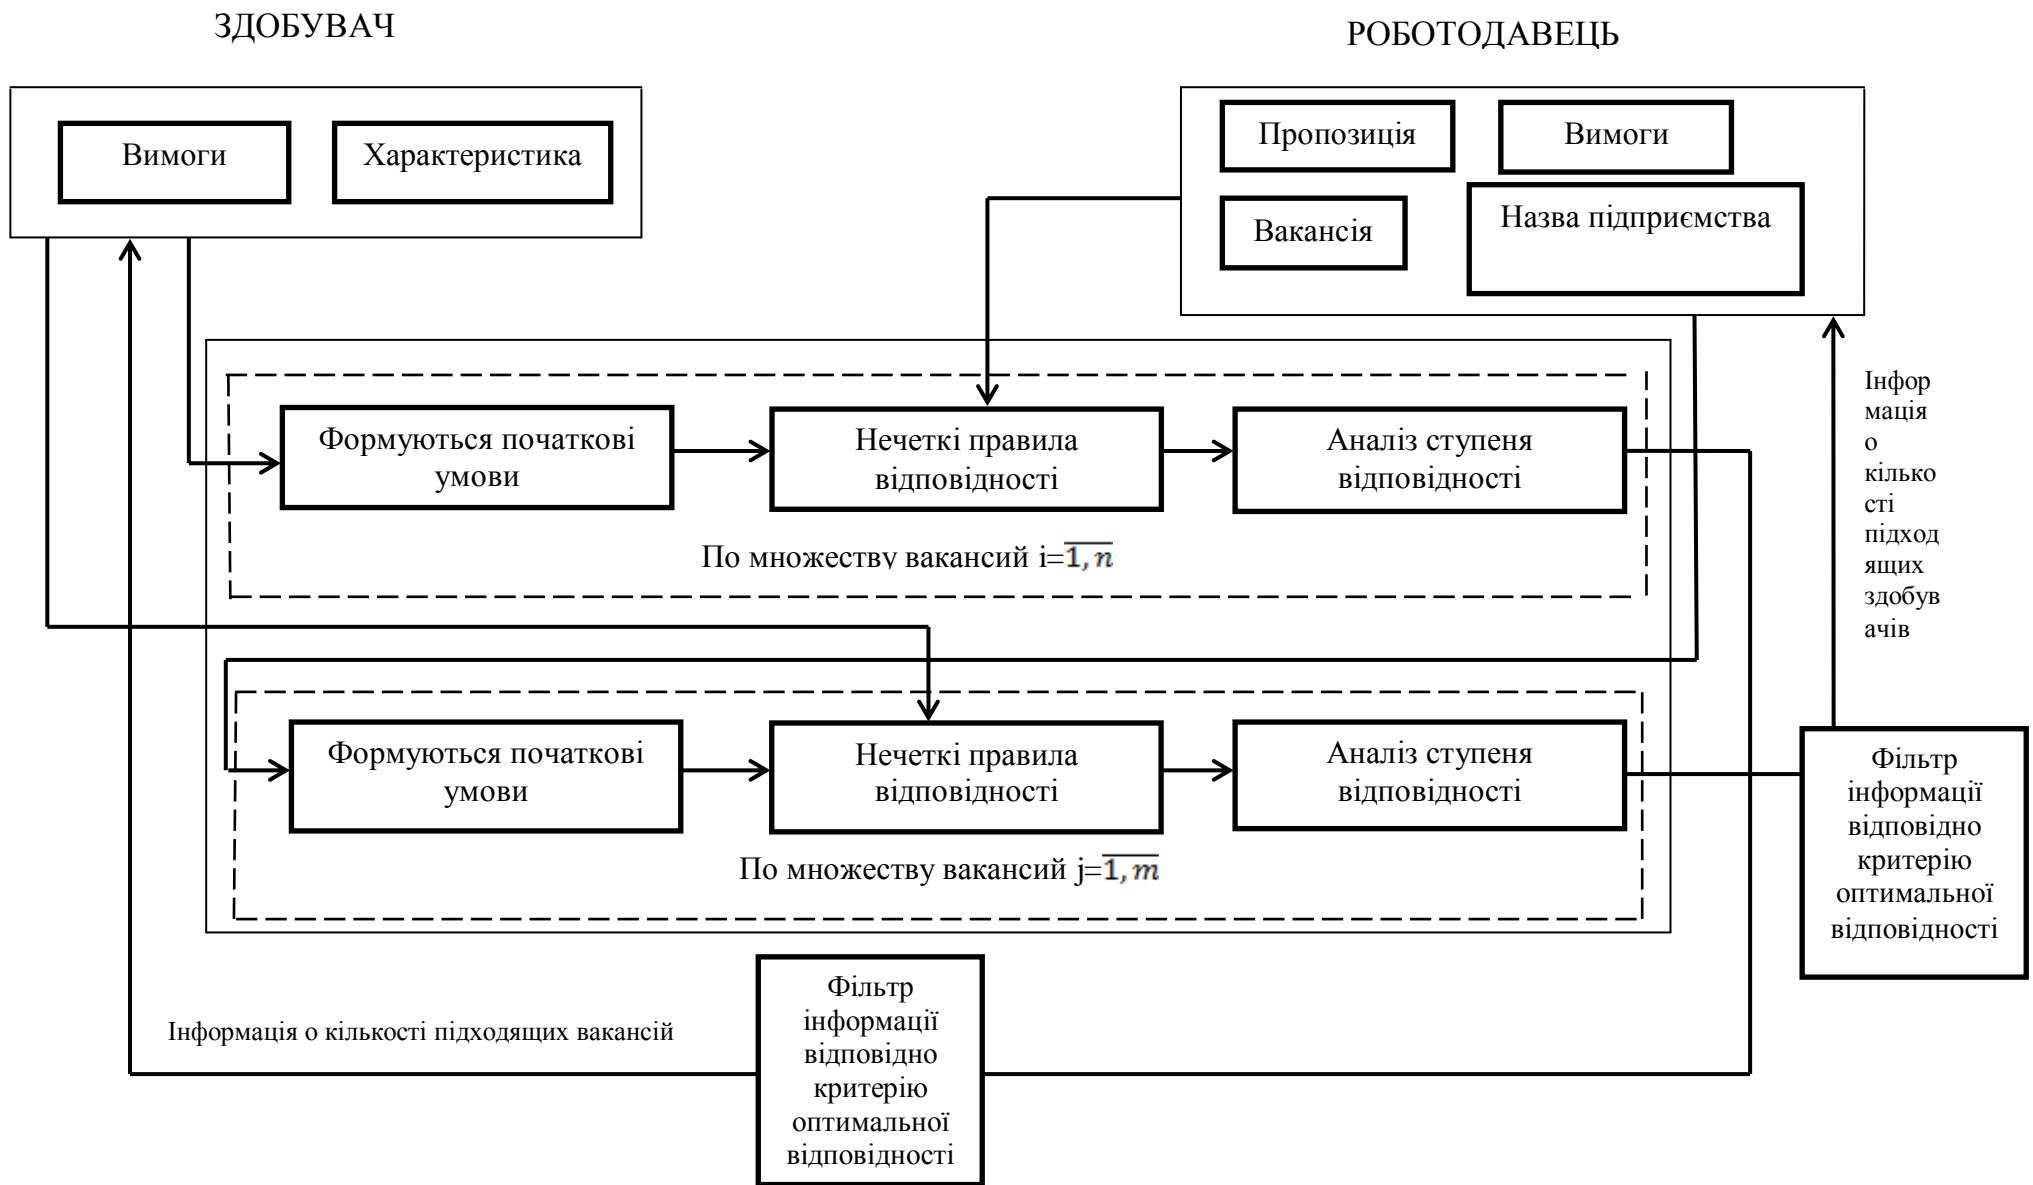 ЗДОБУВАЧ
РОБОТОДАВЕЦЬ
Вимоги
Характеристика
Пропозиція
Вимоги
Вакансія
Назва підприємства
Формуються початкові
умови
Нечеткі правила
відповідності
Аналіз ступеня
відповідності
По множеству вакансий i=1, n
Інфор
мація
о
кілько
сті
підход
ящих
здобув
ачів
Формуються початкові
умови
Нечеткі правила
відповідності
Аналіз ступеня
відповідності
По множеству вакансий j=1, m
Фільтр
інформації
відповідно
критерію
оптимальної
відповідності
Інформація о кількості підходящих вакансій
Фільтр
інформації
відповідно
критерію
оптимальної
відповідності